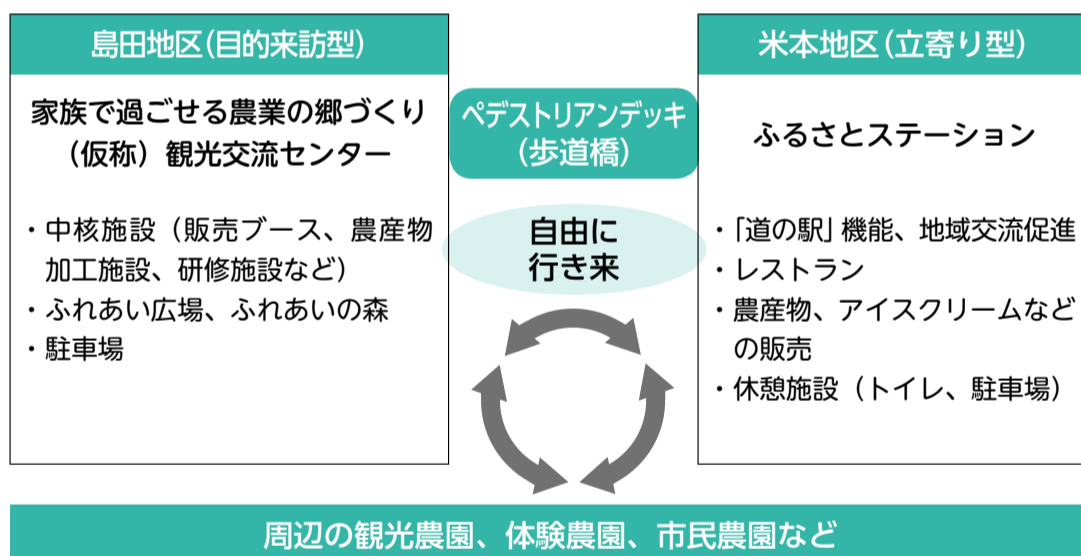 島田地区(目的来訪型)
家族で過ごせる農業の郷づくり
(仮称)観光交流センター
・中核施設(販売ブース、農産物
加工施設、研修施設など)
・ふれあい広場、ふれあいの森
・駐車場
ペデストリアンデッキ
(歩道橋)
自由に
行き来
米本地区(立寄り型)
ふるさとステーション
・「道の駅」機能、地域交流促進
・レストラン
・農産物、アイスクリームなど
の販売
・休憩施設(トイレ、駐車場)
周辺の観光農園、体験農園、市民農園など